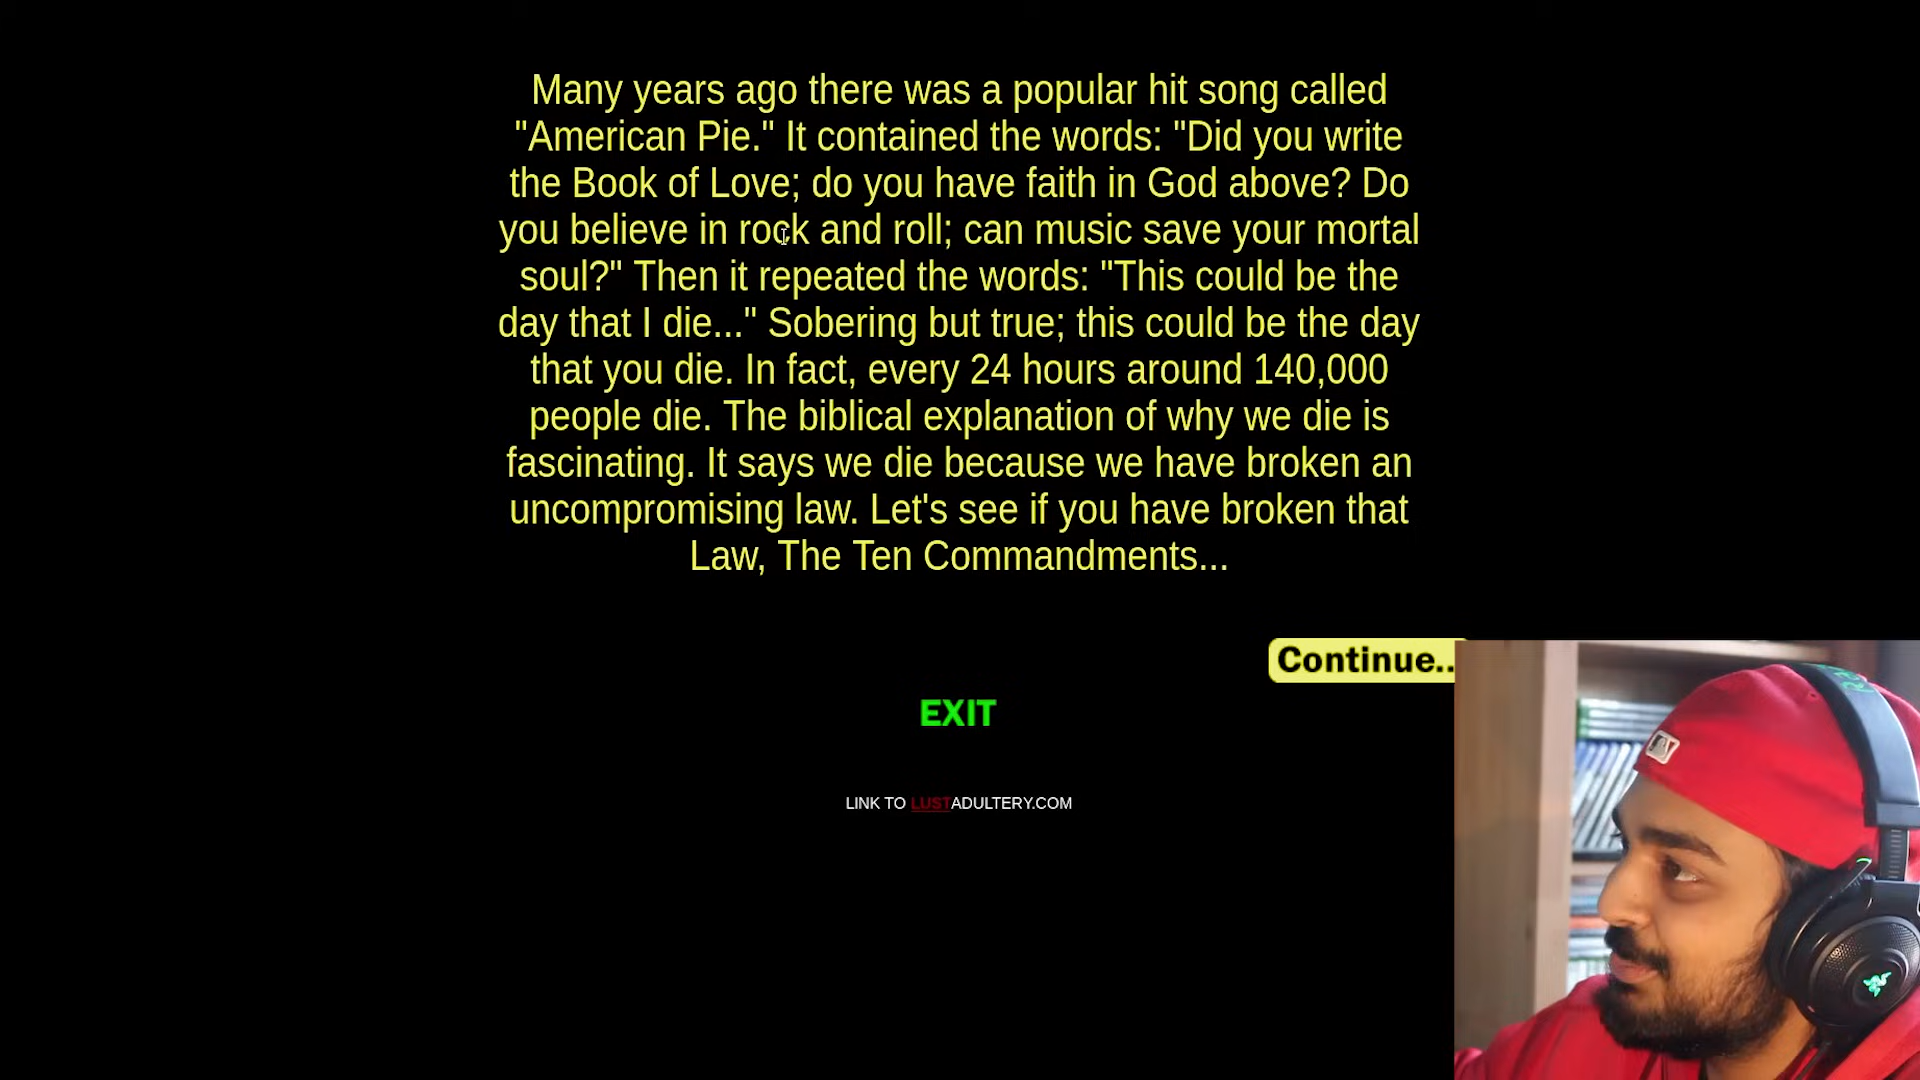 Many years ago there was a popular hit song called
"American Pie." It contained the words: "Did you write
the Book of Love; do you have faith in God above? Do
you believe in rock and roll; can music save your mortal
soul?" Then it repeated the words: "This could be the
day that I die..." Sobering but true; this could be the day
that you die. In fact, every 24 hours around 140,000
people die. The biblical explanation of why we die is
fascinating. It says we die because we have broken an
uncompromising law. Let's see if you have broken that
Law, The Ten Commandments...
Continue..
EXIT
LINK TO LUSTADULTERY.COM